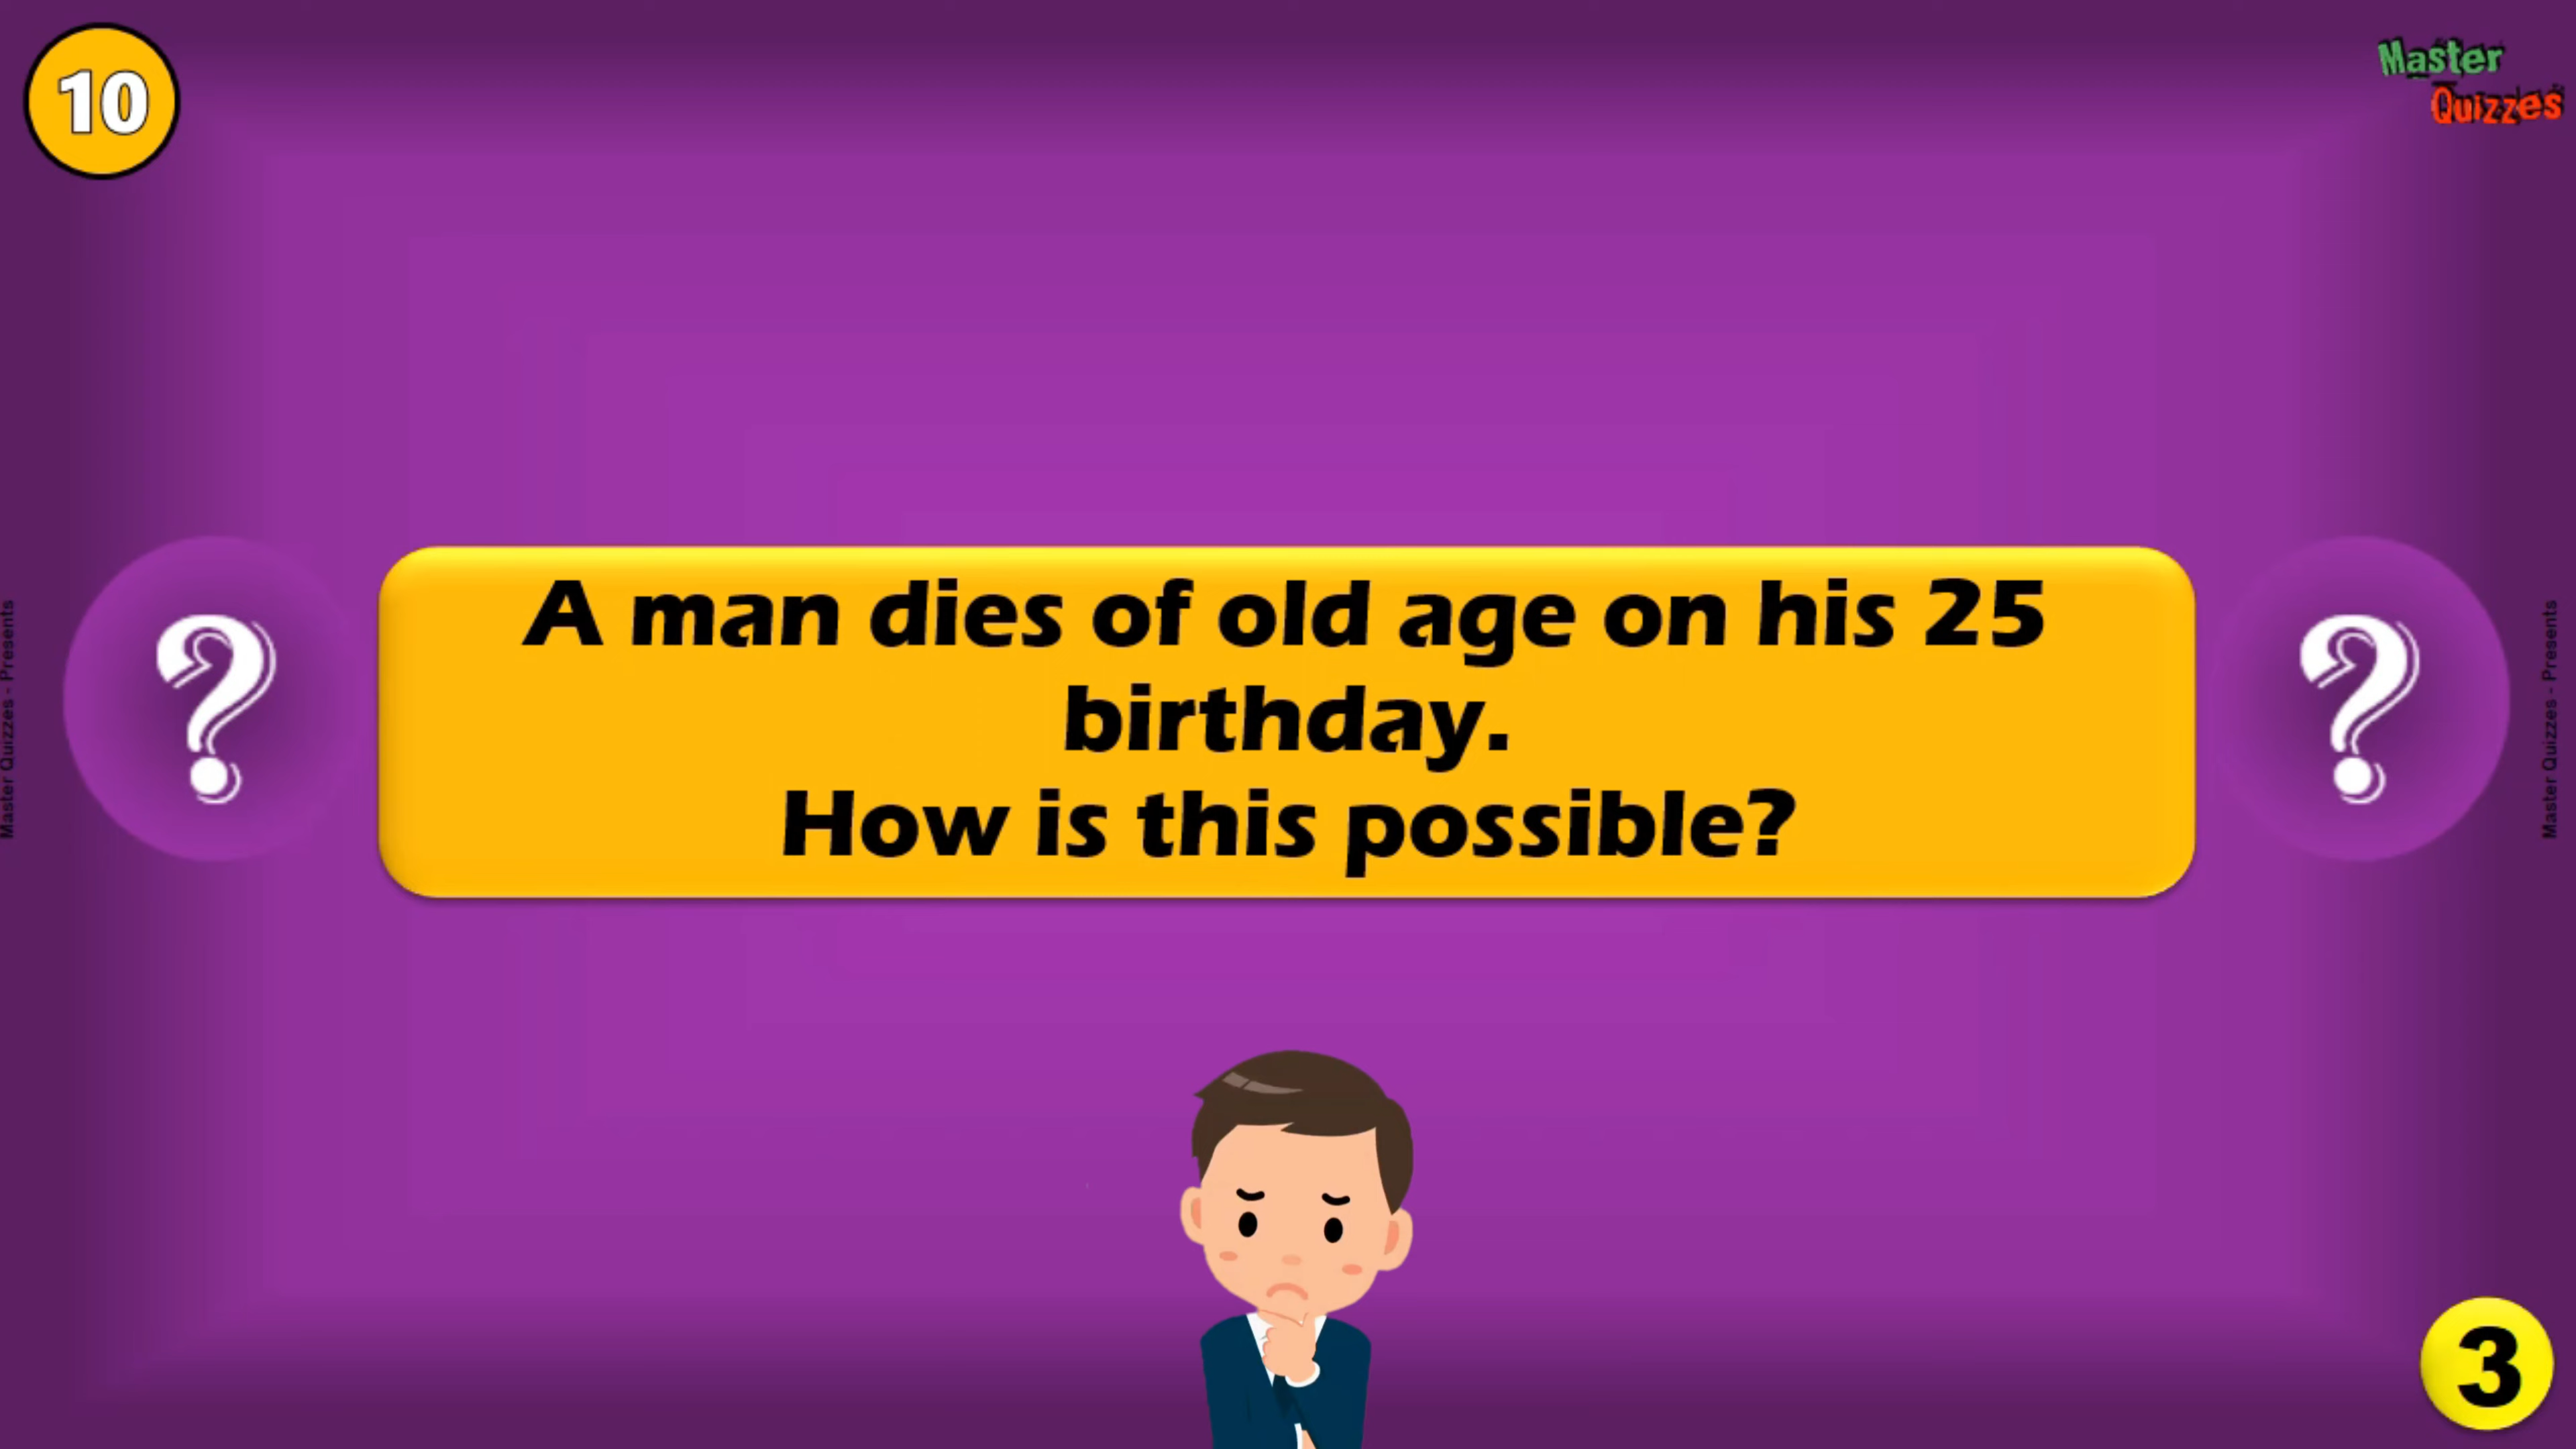 10
Master
Quizzes
A man dies of old age on his 25
birthday.
How is this possible?
Master Quizzes - Presents
Master Quizzes - Presents
3